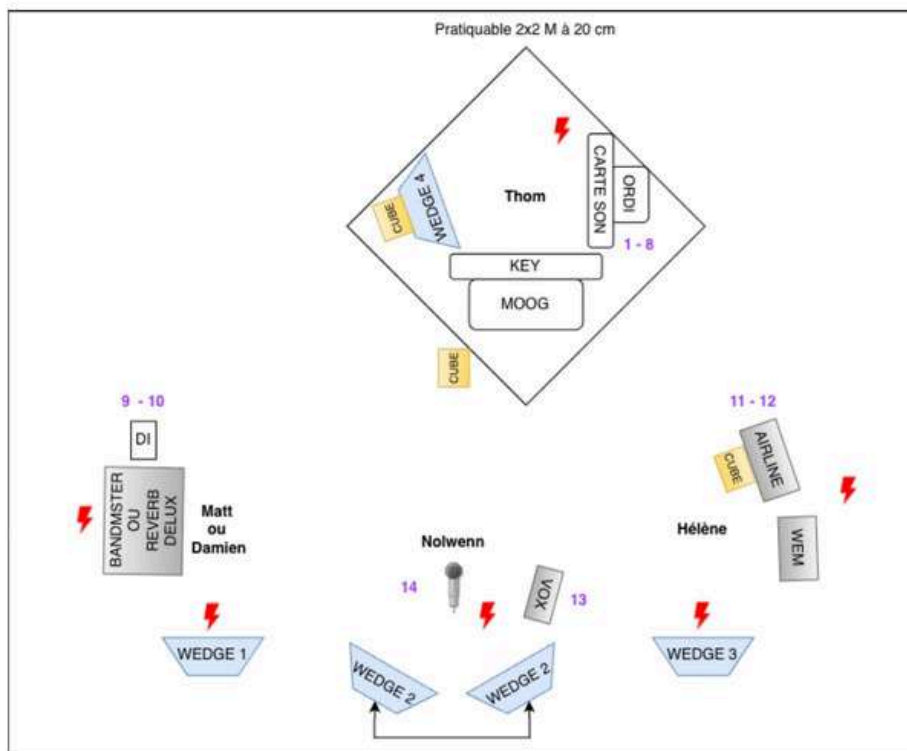 Pratiquable 2x2 M à 20 cm
CARTE SON
ORDI
WEDGE 4
CUBE
Thom
1 - 8
KEY
MOOG
CUBE
9 - 10
11 - 12
DI
AIRLINE
CUBE
BANDMSTER
OU
REVERB
DELUX
Matt
ou
Damien
Nolwenn
Hélène
WEM
14
VOX
13
WEDGE 1
WEDGE 2
WEDGE 2
WEDGE 3